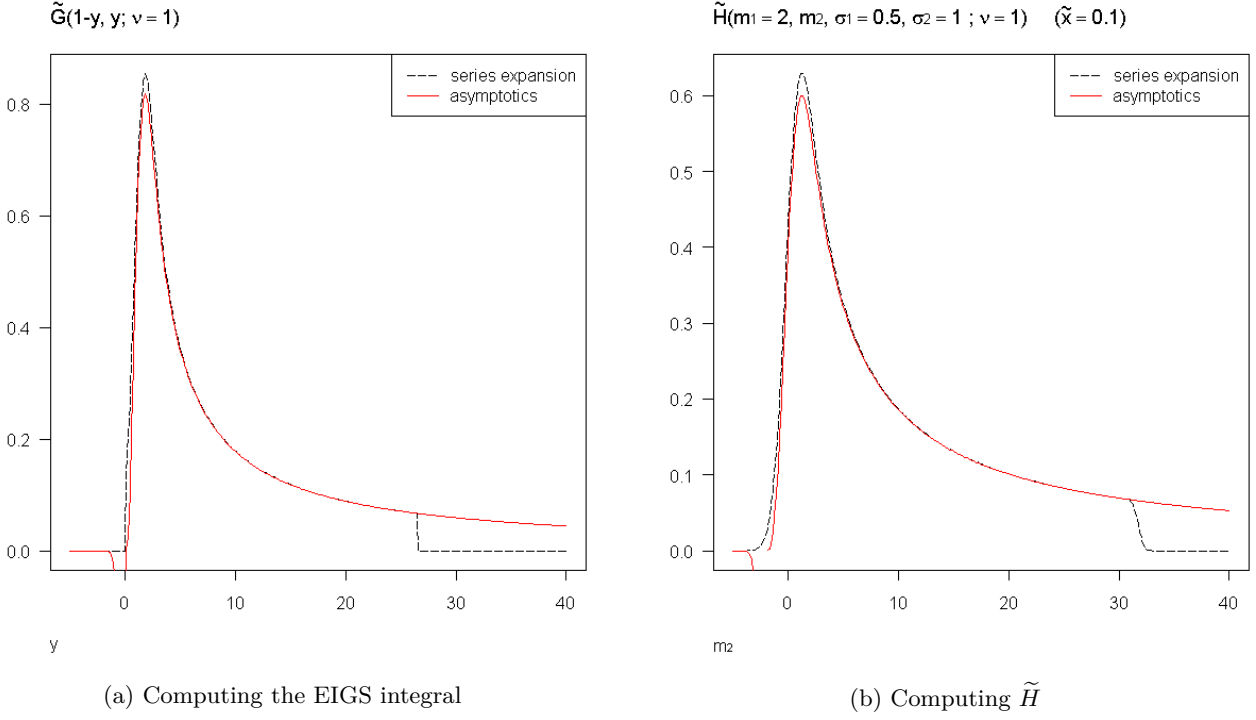 G̃(1-y, y; ν = 1)
series expansion
asymptotics
0.8
0.6
0.4
0.2
0.0
0 10 20 30 40
y
(a) Computing the EIGS integral
H̃(m₁ = 2, m₂, σ₁ = 0.5, σ₂ = 1 ; ν = 1) (x̃ = 0.1)
series expansion
asymptotics
0.6
0.5
0.4
0.3
0.2
0.1
0.0
0 10 20 30 40
m₂
(b) Computing H̃